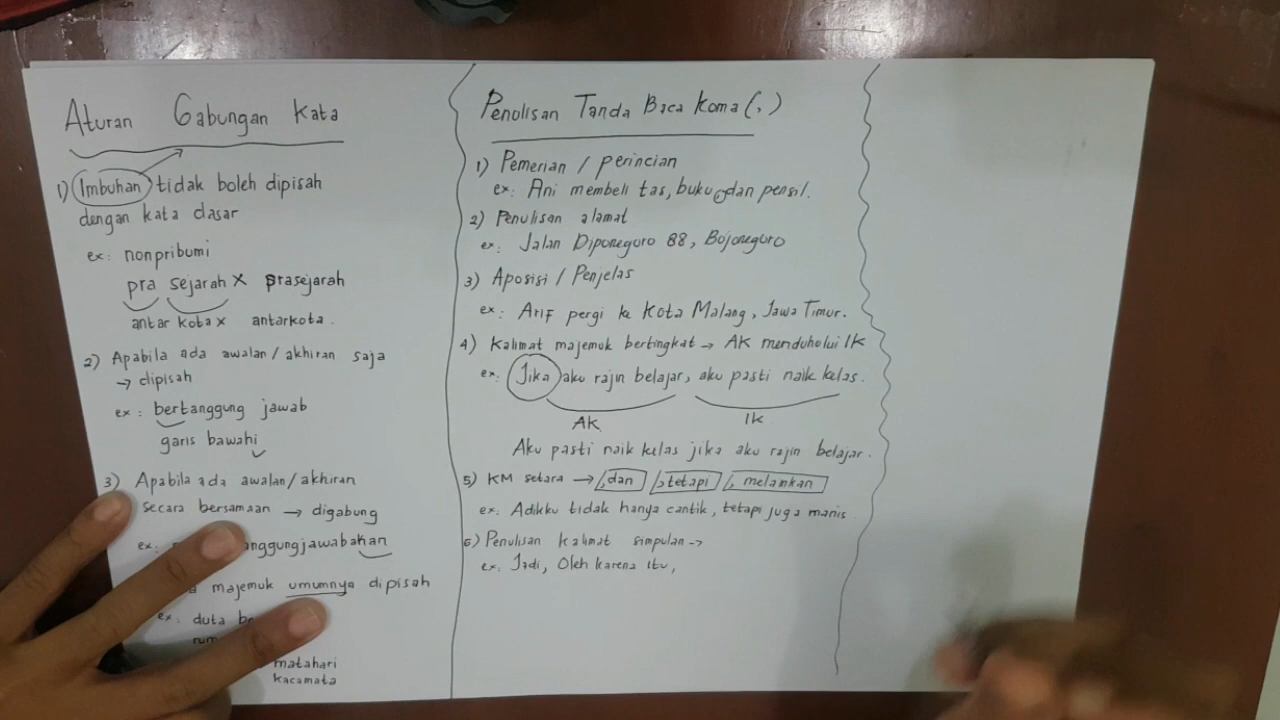 Aturan Gabungan Kata
1) Imbuhan tidak boleh dipisah
dengan kata dasar
ex: nonpribumi
pra sejarah X prasejarah
antar kota X antarkota.
2) Apabila ada awalan/akhiran saja
→ dipisah
ex: bertanggung jawab
garis bawahi
3) Apabila ada awalan/akhiran
secara bersamaan → digabung
ex: anggungjawabakan
majemuk umumnya dipisah
ex: duta
matahari
kacamata
Penulisan Tanda Baca Koma (,)
1) Pemerian / perincian
ex: Ani membeli tas, buku, dan pensil.
2) Penulisan alamat
ex: Jalan Diponegoro 88, Bojonegoro
3) Aposisi / Penjelas
ex: Arif pergi ke Kota Malang, Jawa Timur.
4) Kalimat majemuk bertingkat → AK menduhului IK
ex: Jika aku rajin belajar, aku pasti naik kelas.
AK IK
Aku pasti naik kelas jika aku rajin belajar.
5) KM setara → , dan / , tetapi / , melainkan
ex: Adikku tidak hanya cantik, tetapi juga manis.
6) Penulisan kalimat simpulan →
ex: Jadi, Oleh karena itu,